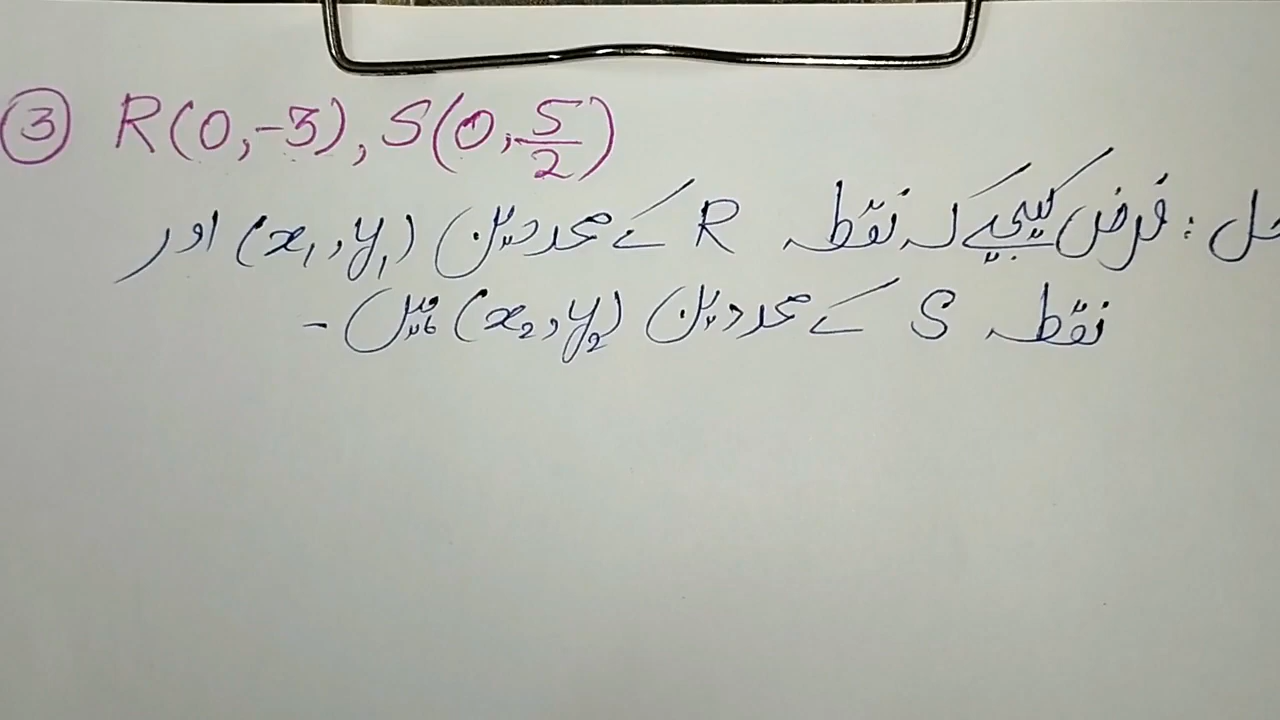 ③ R(0,-3), S(0, 5/2)
حل : فرض کیجیے کہ نقطہ R کے محددین (x₁, y₁) اور
نقطہ S کے محددین (x₂, y₂) ہیں -